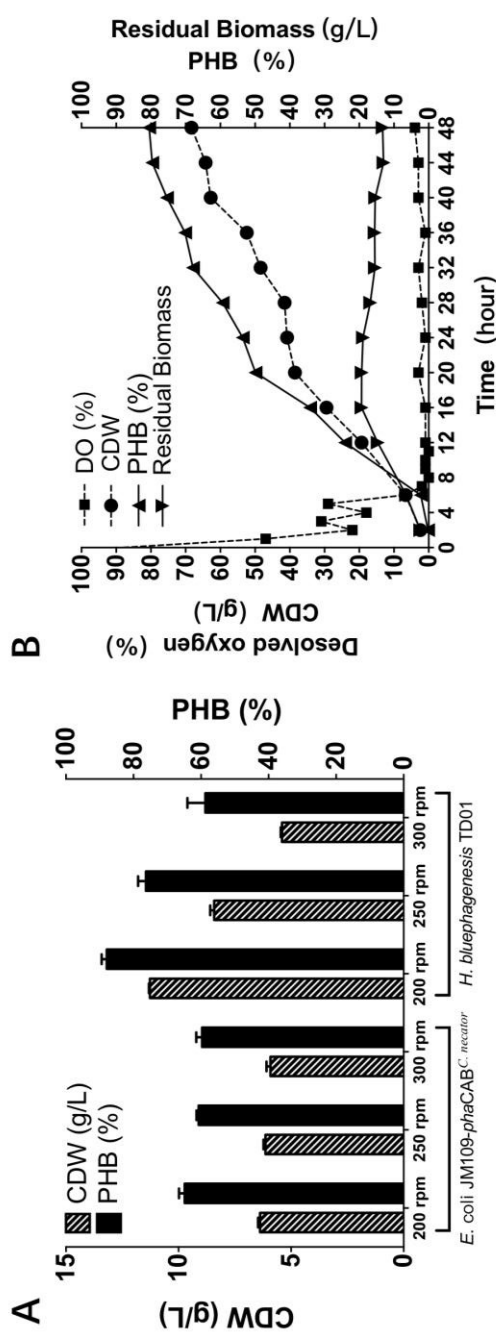 A
CDW (g/L)
PHB (%)
15
10
5
0
CDW (g/L)
100
80
60
40
20
0
PHB (%)
200 rpm
250 rpm
300 rpm
200 rpm
250 rpm
300 rpm
E. coli JM109-phaCAB^C. necator
H. bluephagenesis TD01
B
DO (%)
CDW
PHB (%)
Residual Biomass
Desolved oxygen (%)
CDW (g/L)
100
90
80
70
60
50
40
30
20
10
0
0
4
8
12
16
20
24
28
32
36
40
44
48
Time (hour)
100
90
80
70
60
50
40
30
20
10
0
PHB (%)
Residual Biomass (g/L)